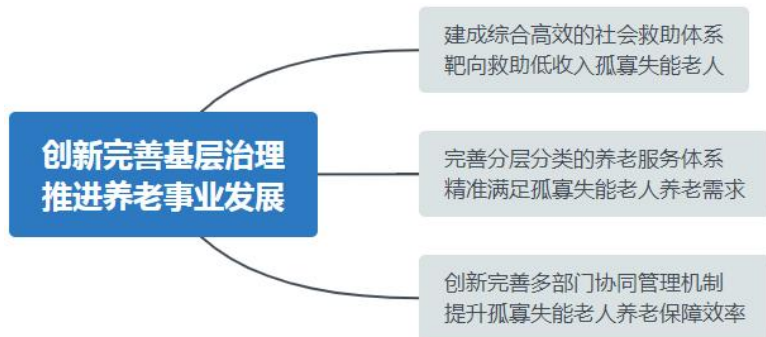 创新完善基层治理
推进养老事业发展
建成综合高效的社会救助体系
靶向救助低收入孤寡失能老人
完善分层分类的养老服务体系
精准满足孤寡失能老人养老需求
创新完善多部门协同管理机制
提升孤寡失能老人养老保障效率